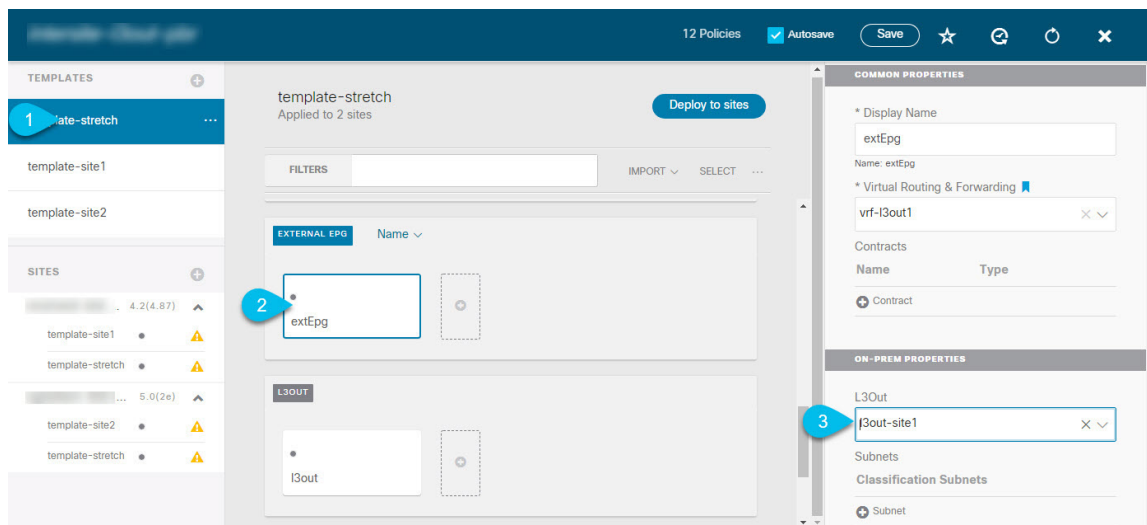 12 Policies
Autosave
Save
TEMPLATES
1
late-stretch
...
template-site1
template-site2
SITES
... 4.2(4.87)
template-site1
template-stretch
... 5.0(2e)
template-site2
template-stretch
template-stretch
Applied to 2 sites
Deploy to sites
FILTERS
IMPORT
SELECT
...
EXTERNAL EPG
Name
2
extEpg
L3OUT
l3out
COMMON PROPERTIES
* Display Name
extEpg
Name: extEpg
* Virtual Routing & Forwarding
vrf-l3out1
Contracts
Name Type
Contract
ON-PREM PROPERTIES
L3Out
3
l3out-site1
Subnets
Classification Subnets
Subnet